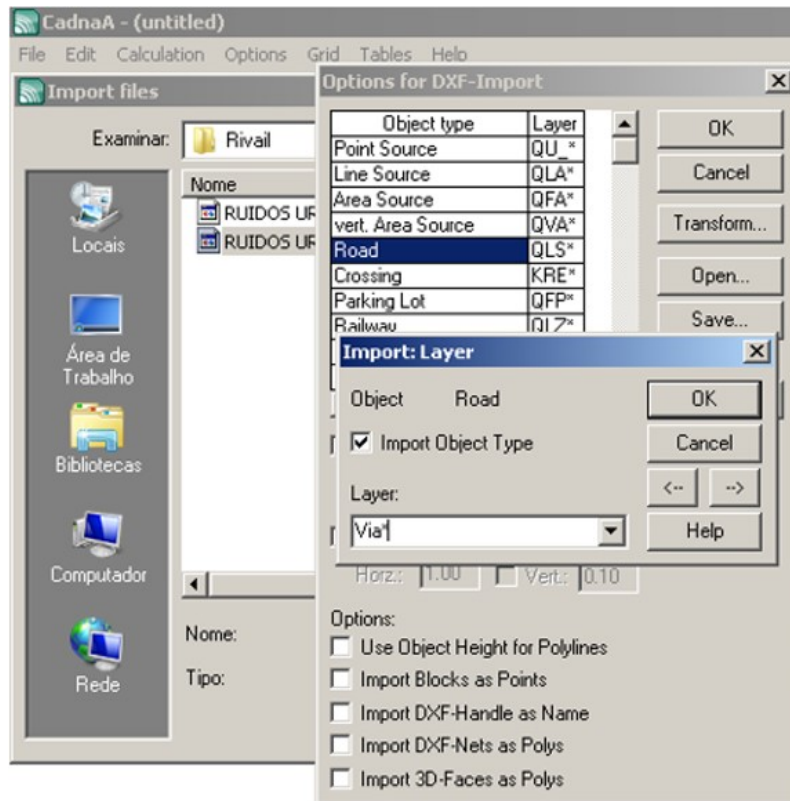 CadnaA - (untitled)
File Edit Calculation Options Grid Tables Help
Import files
Examinar: Rivail
Nome
RUIDOS
RUIDOS
Locais
Área de
Trabalho
Bibliotecas
Computador
Rede
Nome:
Tipo:
Options for DXF-Import
Object type Layer
Point Source QU_*
Line Source QLA*
Area Source QFA*
vert. Area Source QVA*
Road QLS*
Crossing KRE*
Parking Lot QFP*
Railway QLZ*
OK
Cancel
Transform...
Open...
Save...
Import: Layer
Object Road
Import Object Type
Layer:
Via*
OK
Cancel
<-- -->
Help
Horz.: 1.00 Vert.: 0.10
Options:
Use Object Height for Polylines
Import Blocks as Points
Import DXF-Handle as Name
Import DXF-Nets as Polys
Import 3D-Faces as Polys